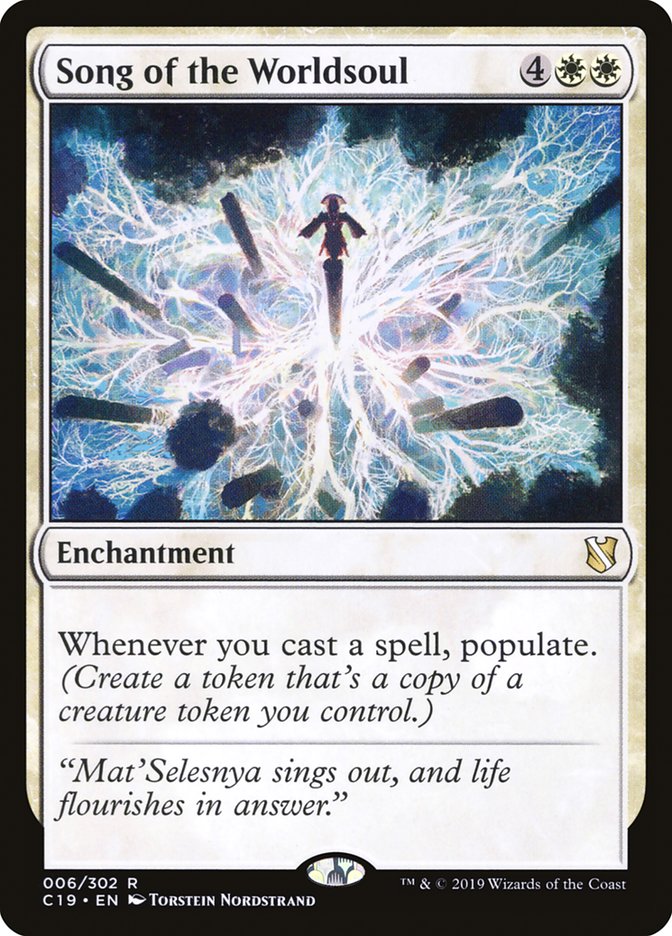 Song of the Worldsoul 4
Enchantment
Whenever you cast a spell, populate.
(Create a token that's a copy of a
creature token you control.)
“Mat'Selesnya sings out, and life
flourishes in answer.”
006/302 R
C19 • EN Torstein Nordstrand
™ & © 2019 Wizards of the Coast